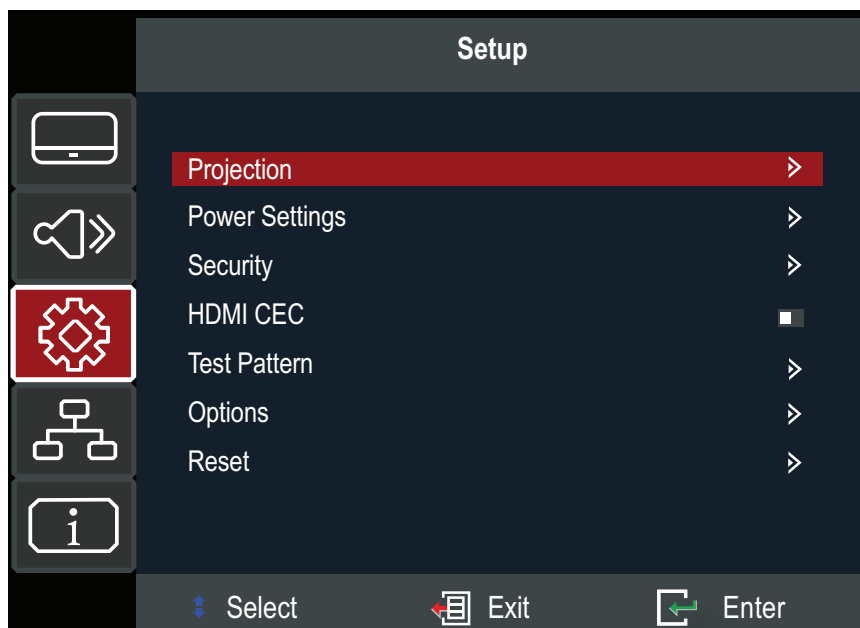 Setup
Projection
Power Settings
Security
HDMI CEC
Test Pattern
Options
Reset
i
Select Exit Enter